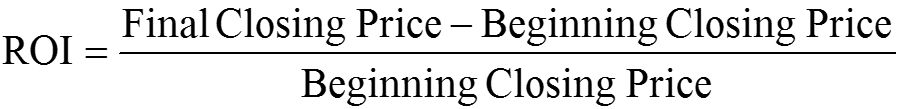 ROI = Final Closing Price − Beginning Closing Price
Beginning Closing Price